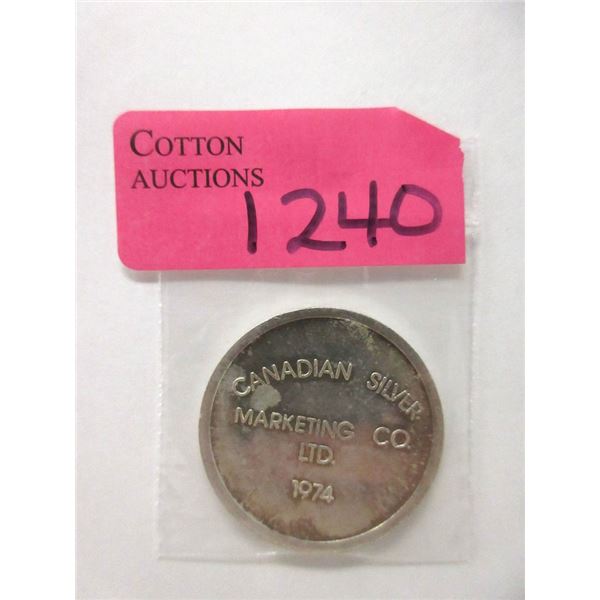 COTTON
AUCTIONS
1240
CANADIAN SILVER
MARKETING CO.
LTD.
1974